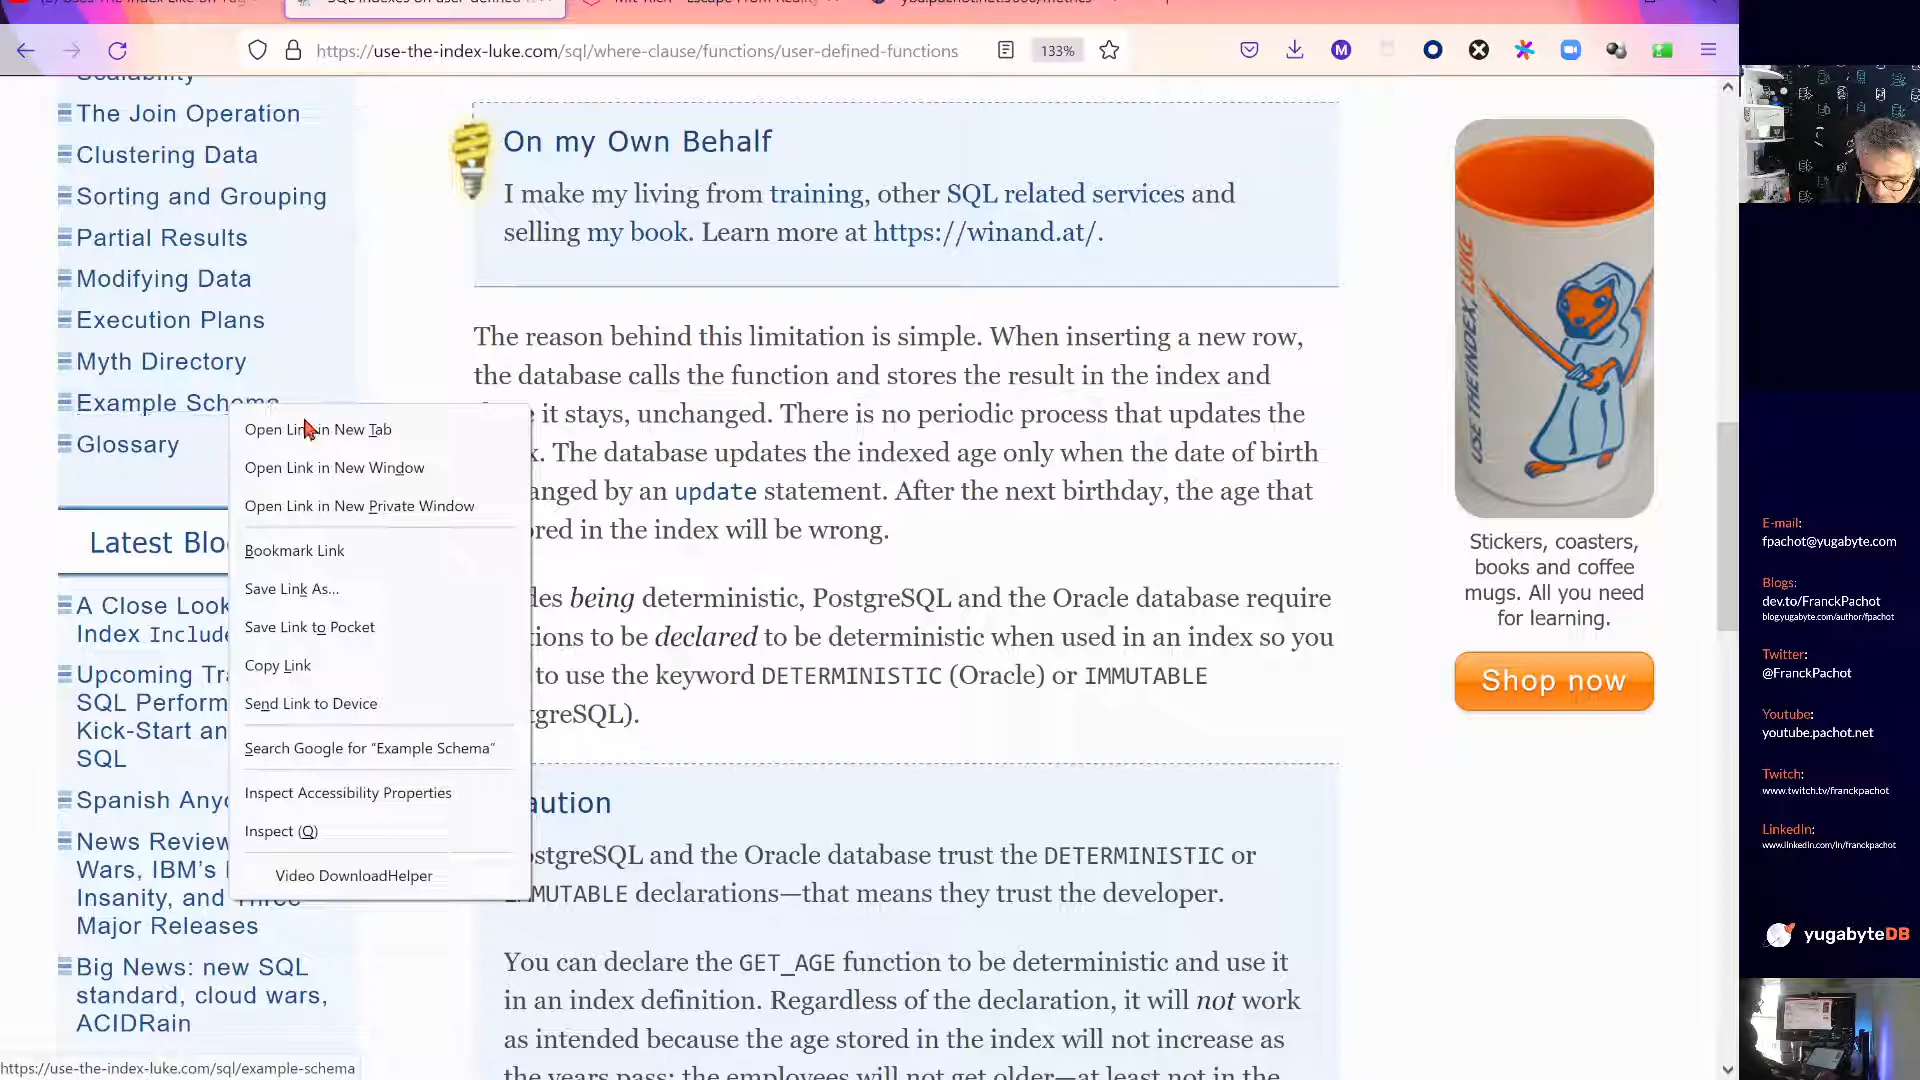 https://use-the-index-luke.com/sql/where-clause/functions/user-defined-functions
133%
The Join Operation
Clustering Data
Sorting and Grouping
Partial Results
Modifying Data
Execution Plans
Myth Directory
Example Schema
Glossary
Latest Blo
A Close Look
Index Include
Upcoming Tra
SQL Perform
Kick-Start an
SQL
Spanish Anyo
News Review
Wars, IBM's
Insanity, and Three
Major Releases
Big News: new SQL
standard, cloud wars,
ACIDRain
Open Link in New Tab
Open Link in New Window
Open Link in New Private Window
Bookmark Link
Save Link As...
Save Link to Pocket
Copy Link
Send Link to Device
Search Google for “Example Schema”
Inspect Accessibility Properties
Inspect (Q)
Video DownloadHelper
On my Own Behalf
I make my living from training, other SQL related services and
selling my book. Learn more at https://winand.at/.
The reason behind this limitation is simple. When inserting a new row,
the database calls the function and stores the result in the index and
it stays, unchanged. There is no periodic process that updates the
x. The database updates the indexed age only when the date of birth
anged by an update statement. After the next birthday, the age that
ored in the index will be wrong.
des being deterministic, PostgreSQL and the Oracle database require
tions to be declared to be deterministic when used in an index so you
to use the keyword DETERMINISTIC (Oracle) or IMMUTABLE
tgreSQL).
aution
ostgreSQL and the Oracle database trust the DETERMINISTIC or
MMUTABLE declarations—that means they trust the developer.
You can declare the GET_AGE function to be deterministic and use it
in an index definition. Regardless of the declaration, it will not work
as intended because the age stored in the index will not increase as
the years pass; the employees will not get older—at least not in the
USE THE INDEX, LUKE
Stickers, coasters,
books and coffee
mugs. All you need
for learning.
Shop now
E-mail:
fpachot@yugabyte.com
Blogs:
dev.to/FranckPachot
blog.yugabyte.com/author/fpachot
Twitter:
@FranckPachot
Youtube:
youtube.pachot.net
Twitch:
www.twitch.tv/franckpachot
LinkedIn:
www.linkedin.com/in/franckpachot
yugabyteDB
https://use-the-index-luke.com/sql/example-schema